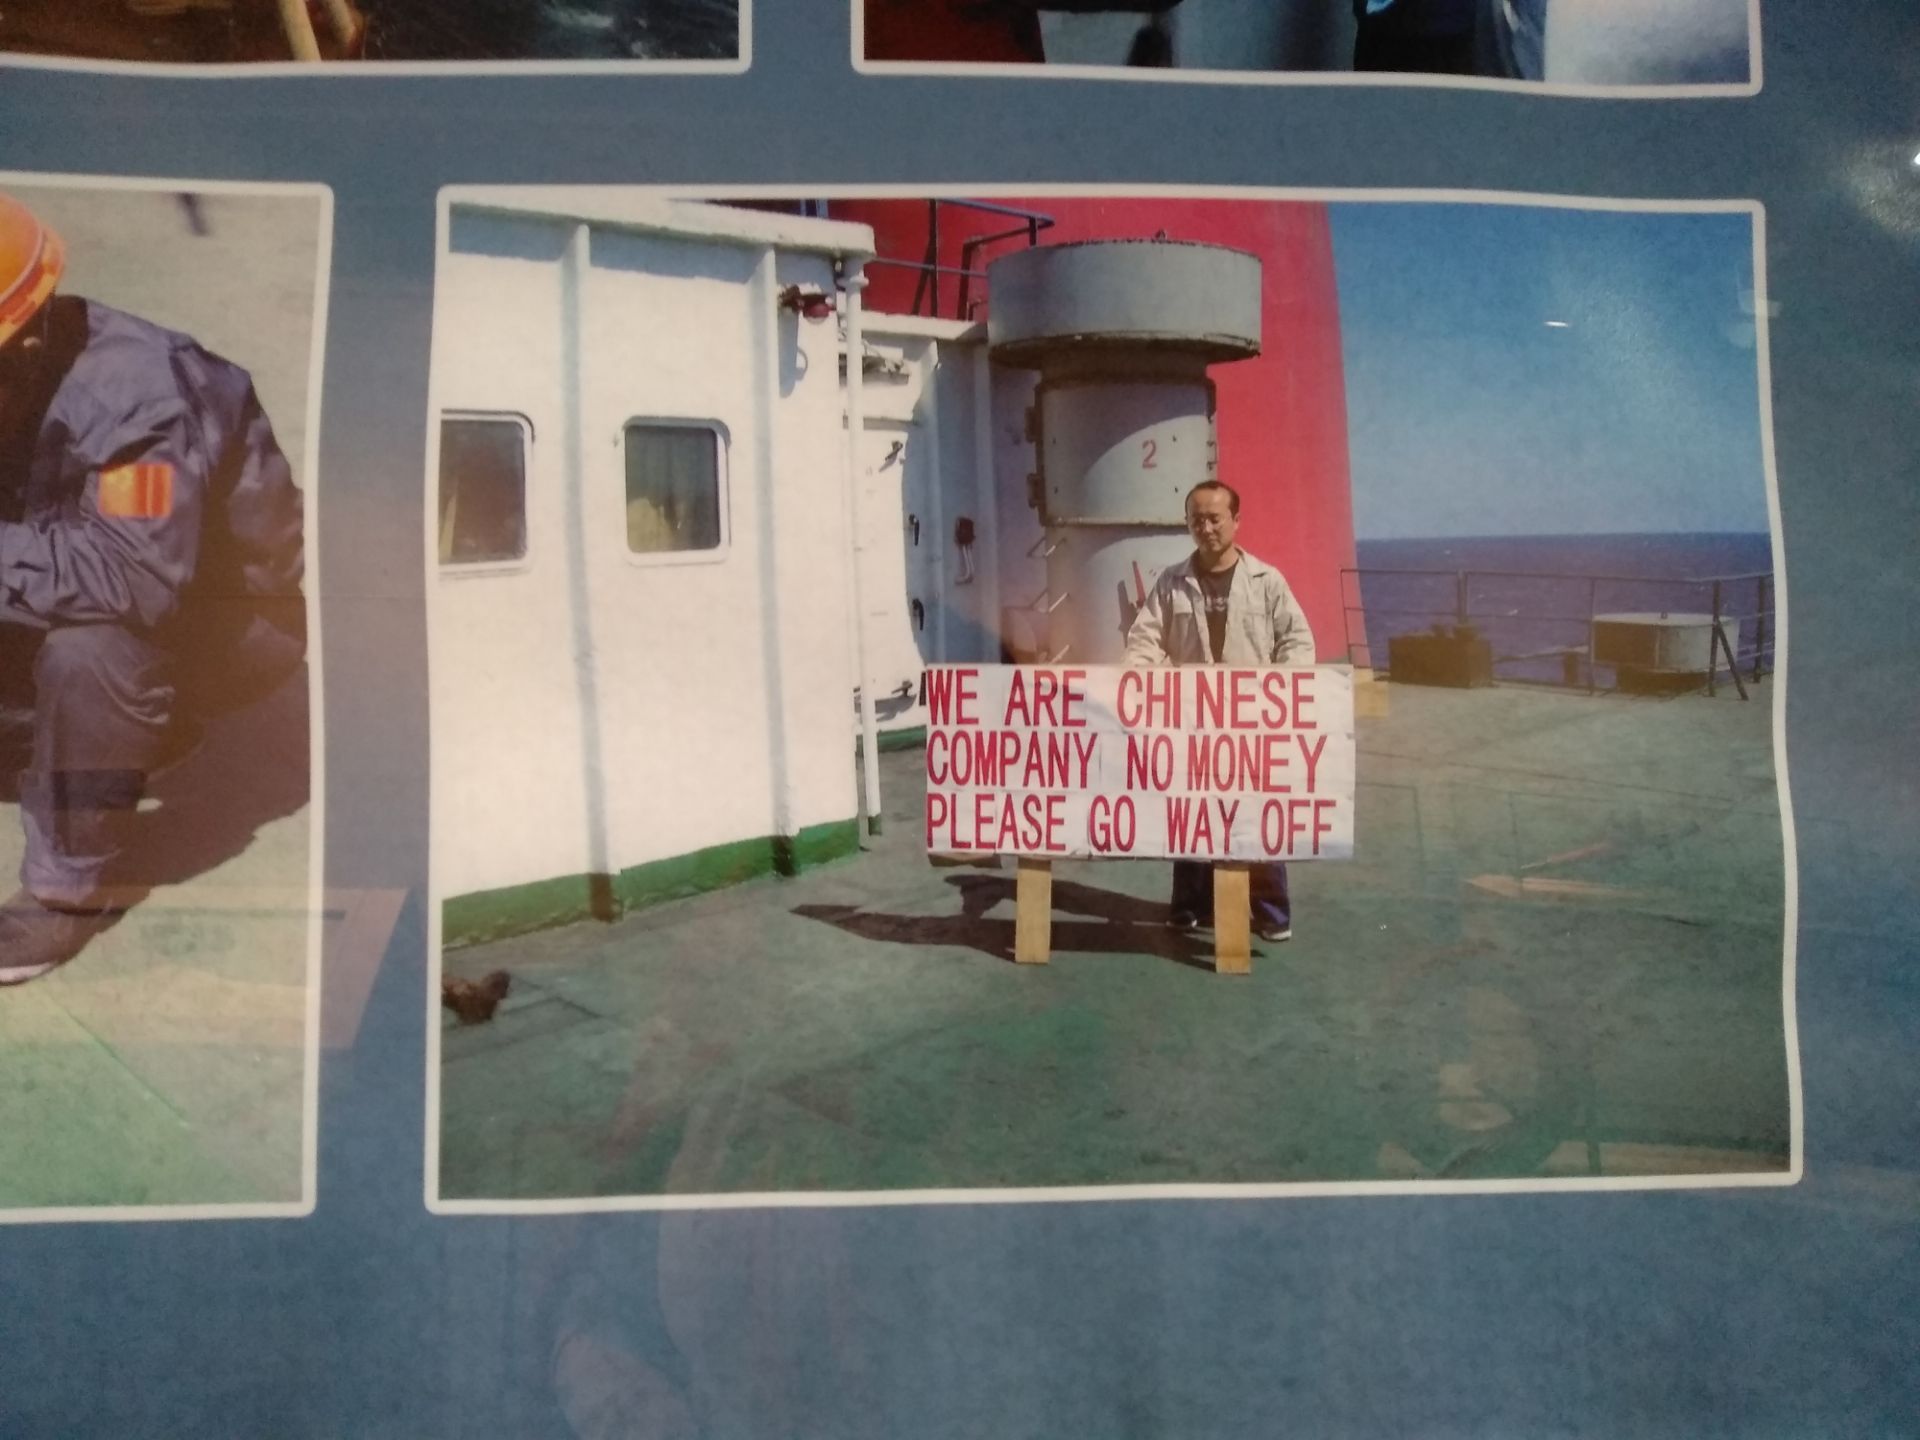 2
WE ARE CHINESE
COMPANY NO MONEY
PLEASE GO WAY OFF